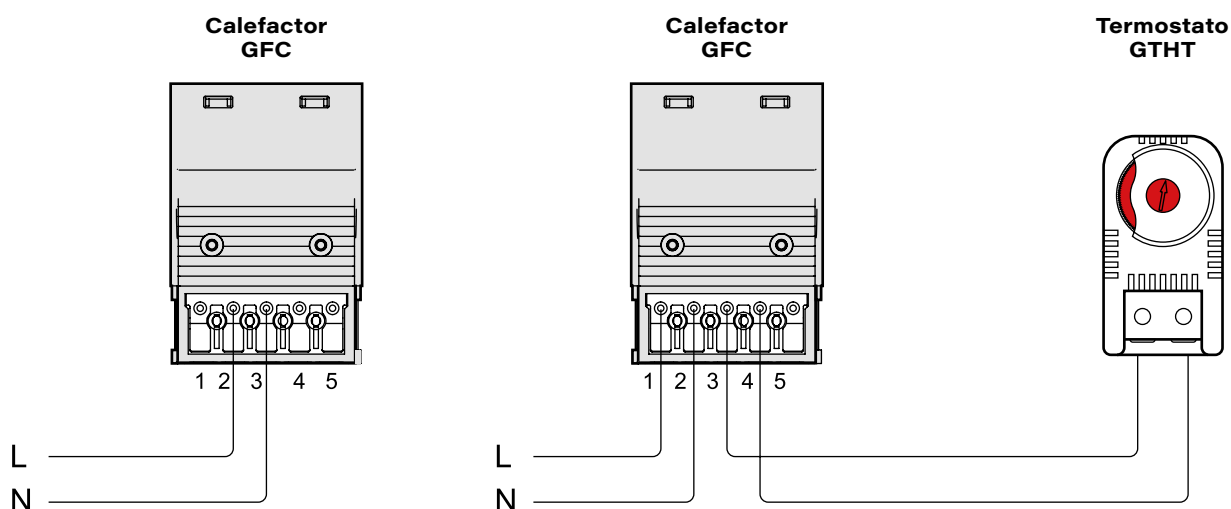 Calefactor
GFC
Calefactor
GFC
Termostato
GTHT
1 2 3 4 5
1 2 3 4 5
L
N
L
N